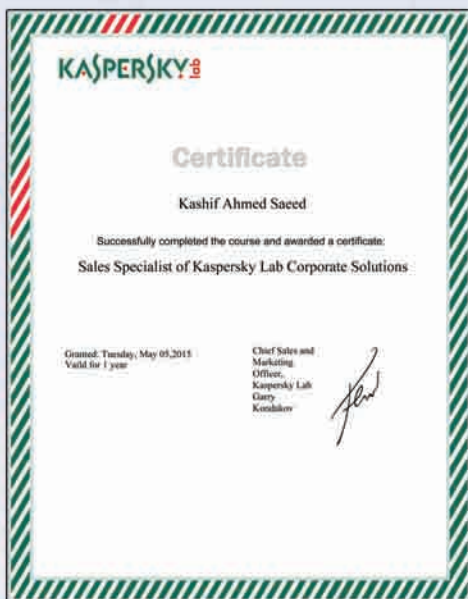 KASPERSKY lab
Certificate
Kashif Ahmed Saeed
Successfully completed the course and awarded a certificate:
Sales Specialist of Kaspersky Lab Corporate Solutions
Granted: Tuesday, May 05,2015
Vaild for 1 year
Chief Sales and
Marketing
Officer,
Kaspersky Lab
Garry
Kondakov